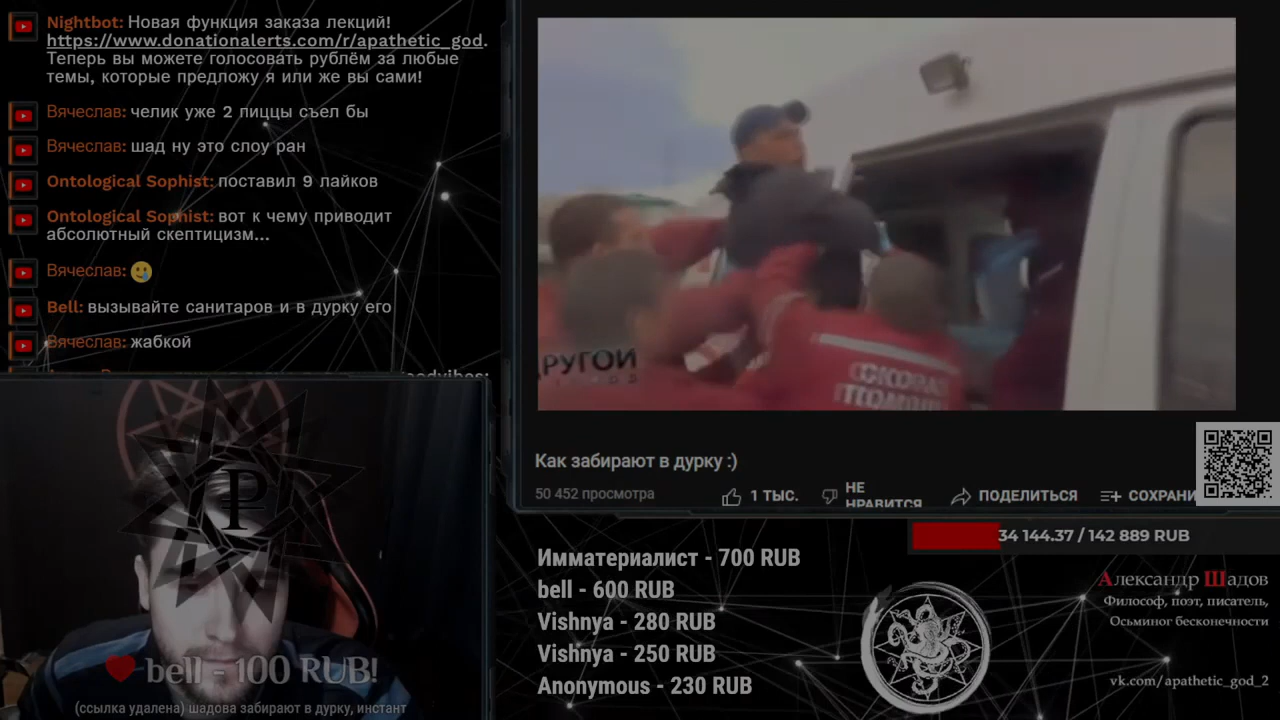 Nightbot: Новая функция заказа лекций!
https://www.donationalerts.com/r/apathetic_god.
Теперь вы можете голосовать рублём за любые
темы, которые предложу я или же вы сами!
Вячеслав: челик уже 2 пиццы съел бы
Вячеслав: шад ну это слоу ран
Ontological Sophist: поставил 9 лайков
Ontological Sophist: вот к чему приводит
абсолютный скептицизм...
Вячеслав: 🥲
Bell: вызывайте санитаров и в дурку его
Вячеслав: жабкой
bell - 100 RUB!
(ссылка удалена) шадова забирают в дурку, инстант
ДРУГОЙ
Как забирают в дурку :)
50 452 просмотра
1 ТЫС.
НЕ
НРАВИТСЯ
ПОДЕЛИТЬСЯ
СОХРАНИ
34 144.37 / 142 889 RUB
Имматериалист - 700 RUB
bell - 600 RUB
Vishnya - 280 RUB
Vishnya - 250 RUB
Anonymous - 230 RUB
Александр Шадов
Философ, поэт, писатель,
Осьминог бесконечности
vk.com/apathetic_god_2